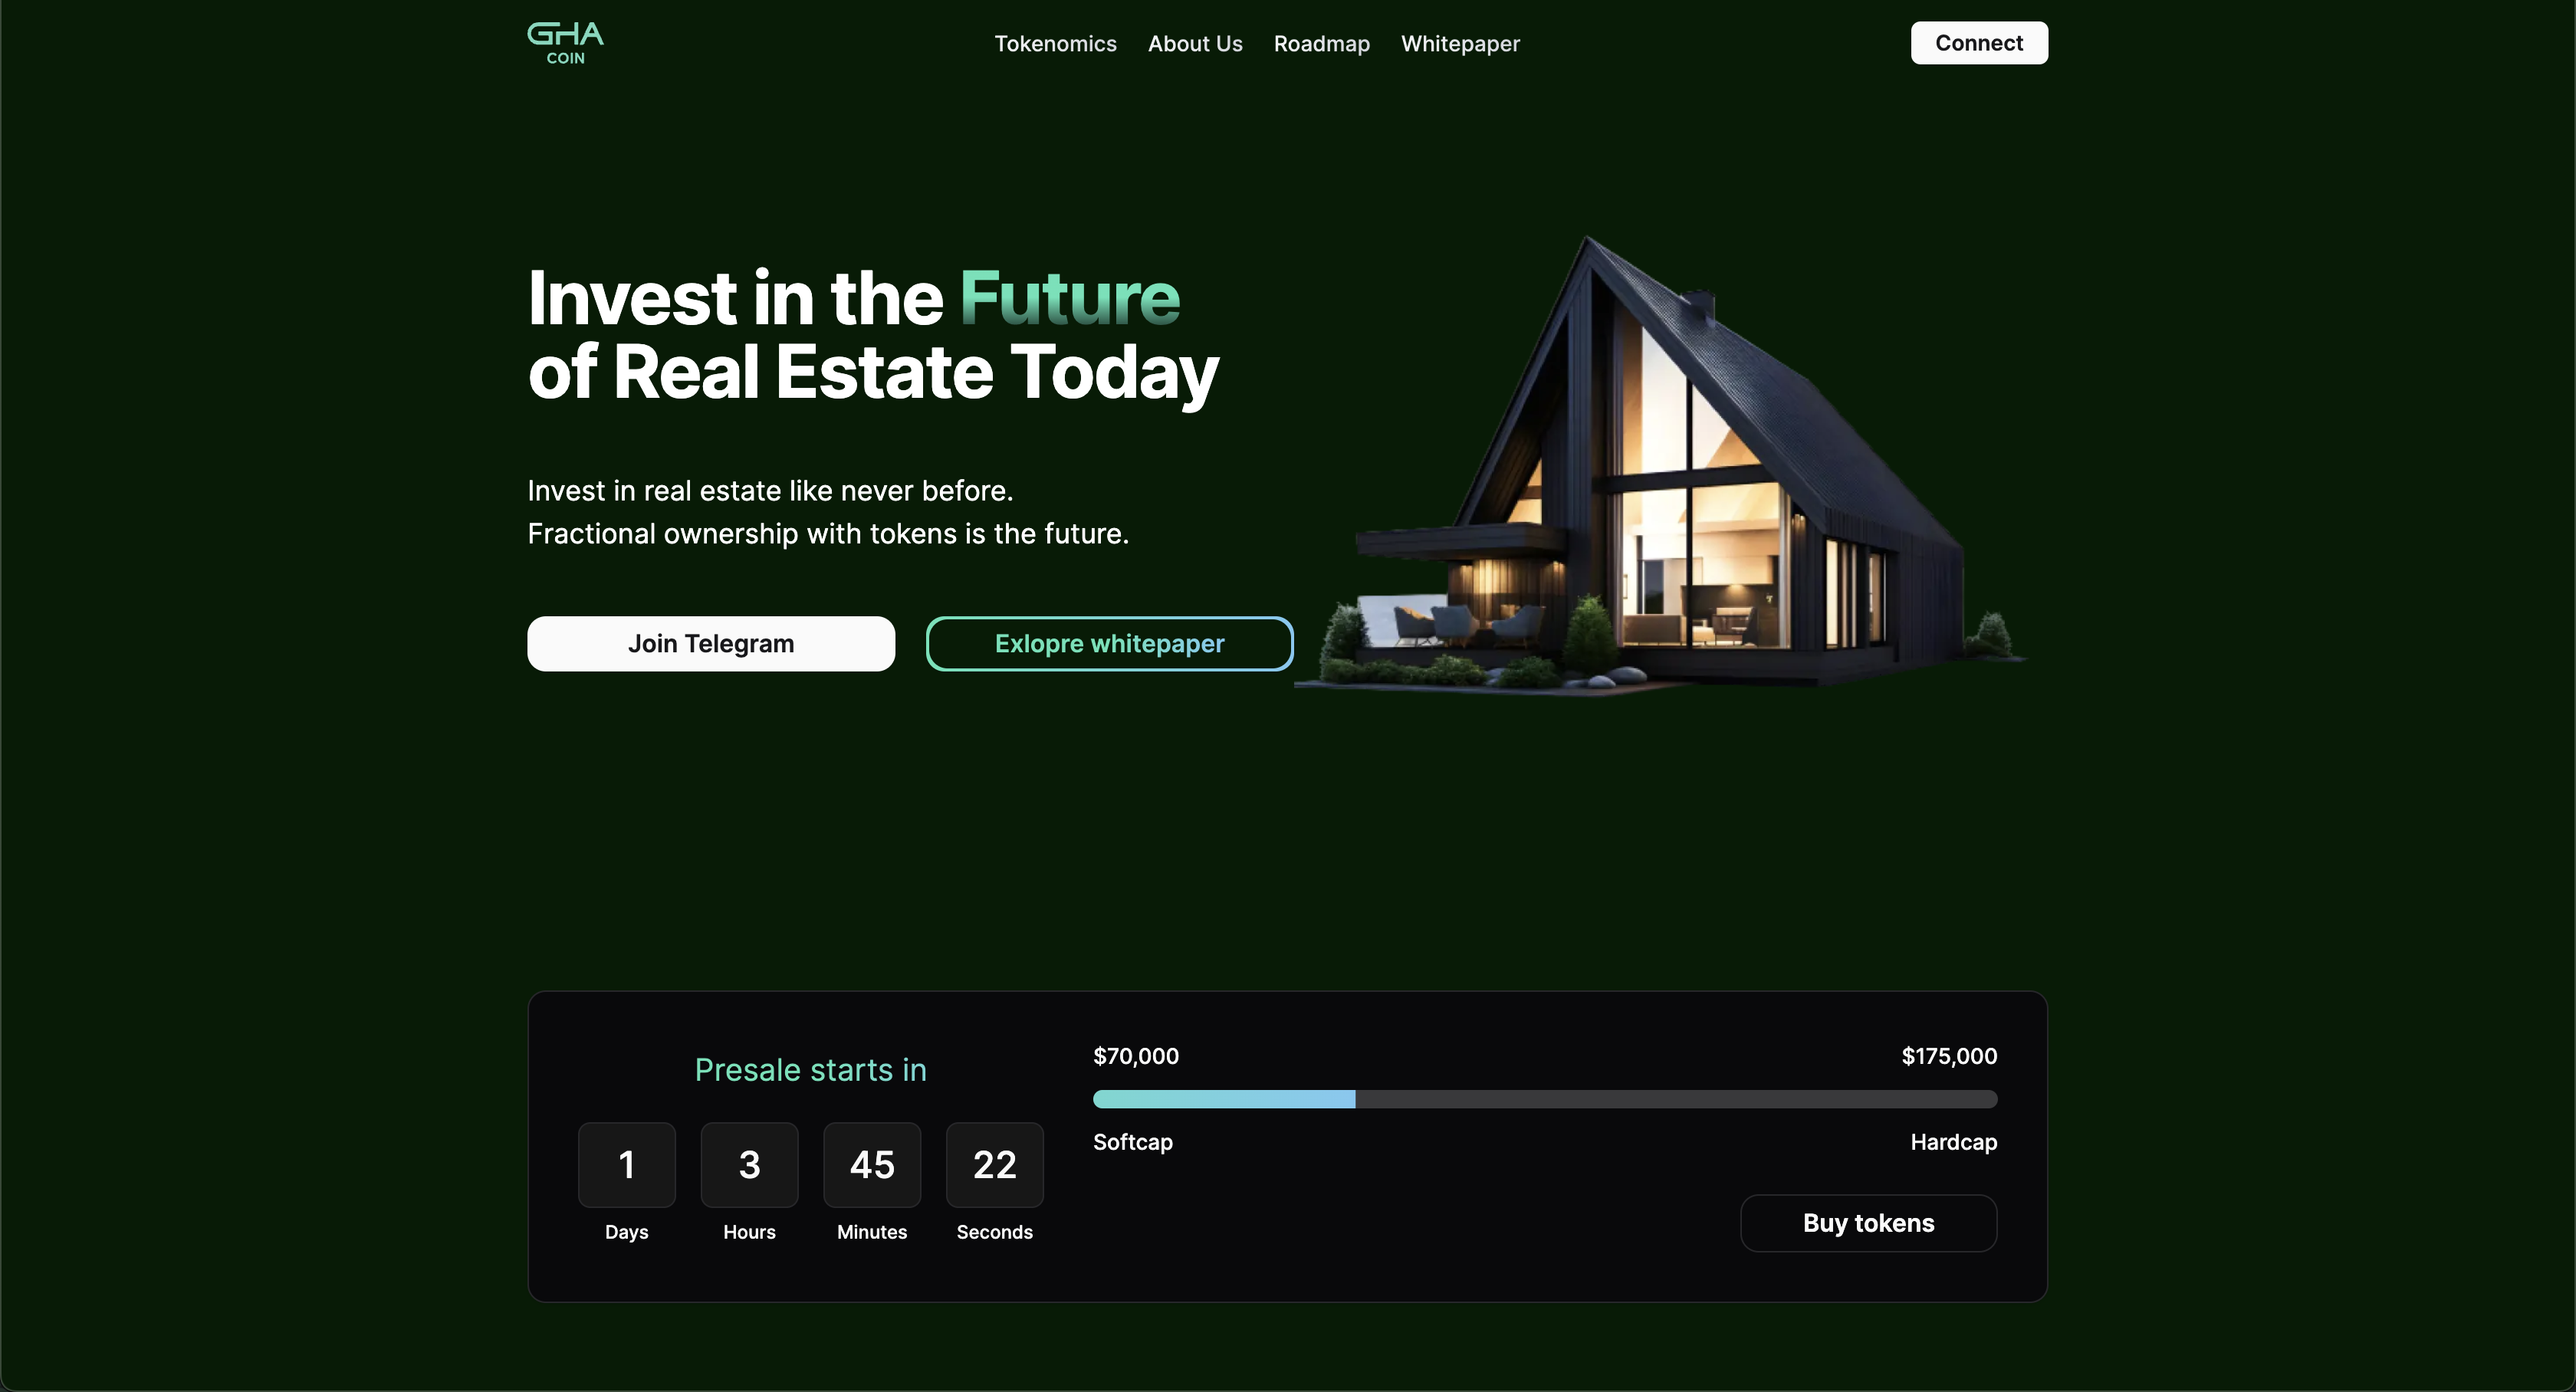 GHA
COIN
Tokenomics
About Us
Roadmap
Whitepaper
Connect
Invest in the Future
of Real Estate Today
Invest in real estate like never before.
Fractional ownership with tokens is the future.
Join Telegram
Exlopre whitepaper
Presale starts in
1
3
45
22
Days
Hours
Minutes
Seconds
$70,000
$175,000
Softcap
Hardcap
Buy tokens